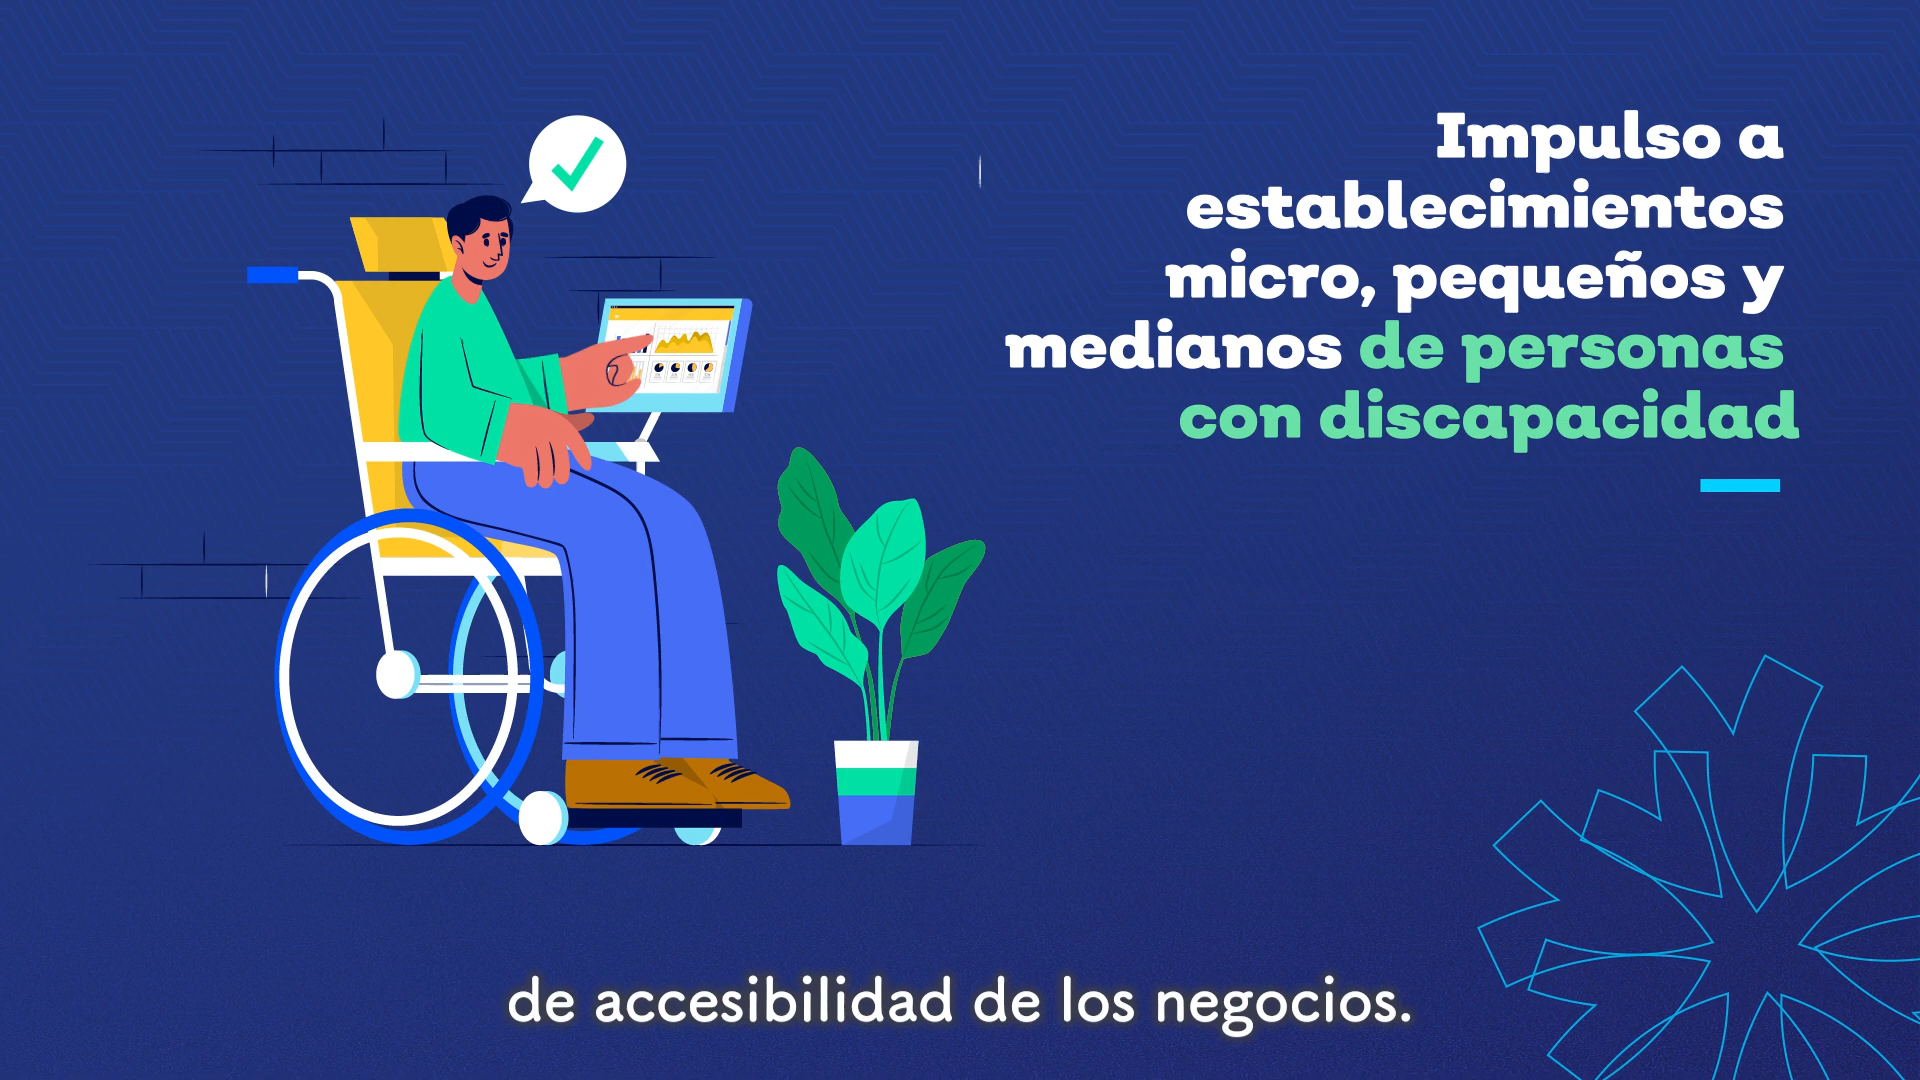 Impulso a
establecimientos
micro, pequeños y
medianos de personas
con discapacidad
de accesibilidad de los negocios.